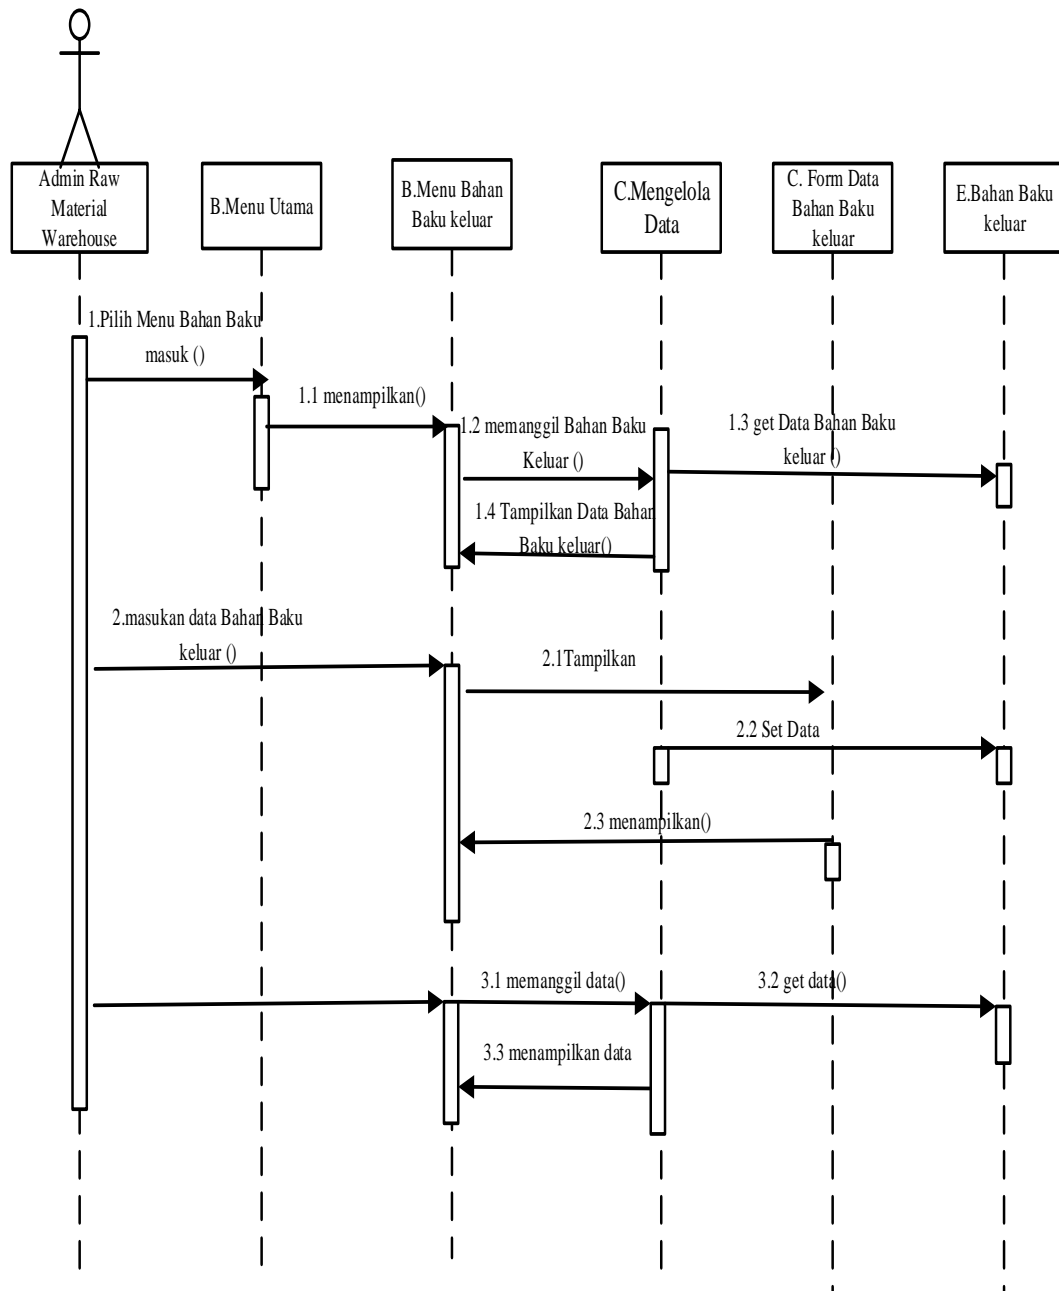 Admin Raw
Material
Warehouse
B.Menu Utama
B.Menu Bahan
Baku keluar
C.Mengelola
Data
C. Form Data
Bahan Baku
keluar
E.Bahan Baku
keluar
1.Pilih Menu Bahan Baku
masuk ()
1.1 menampilkan()
1.2 memanggil Bahan Baku
Keluar ()
1.3 get Data Bahan Baku
keluar ()
1.4 Tampilkan Data Bahan
Baku keluar()
2.masukan data Bahan Baku
keluar ()
2.1Tampilkan
2.2 Set Data
2.3 menampilkan()
3.1 memanggil data()
3.2 get data()
3.3 menampilkan data